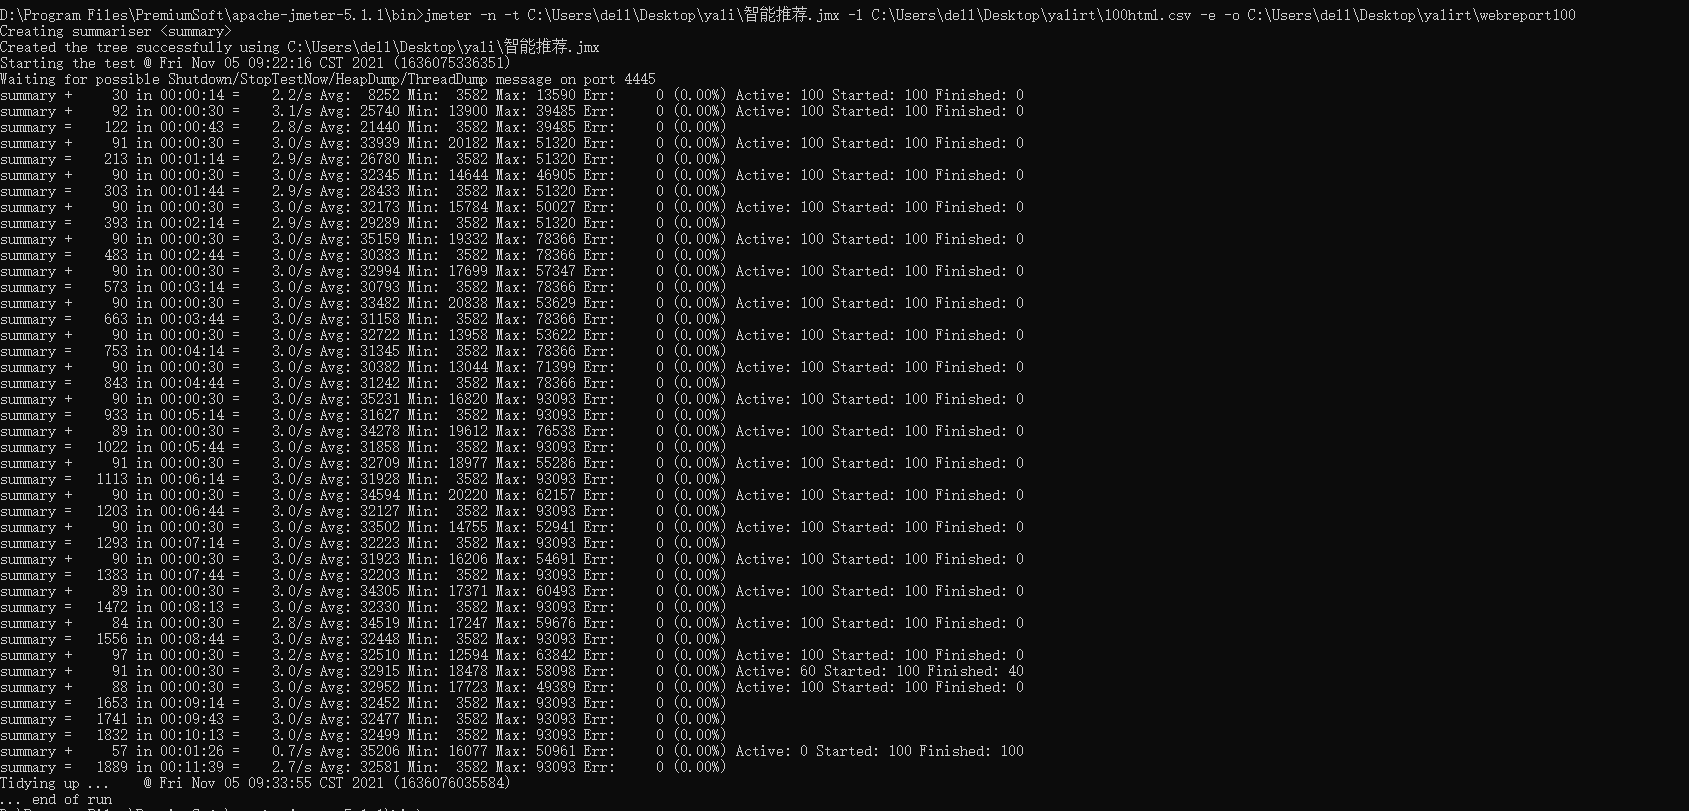 D:\Program Files\PremiumSoft\apache-jmeter-5.1.1\bin>jmeter -n -t C:\Users\dell\Desktop\yali\智能推荐.jmx -l C:\Users\dell\Desktop\yalirt\100html.csv -e -o C:\Users\dell\Desktop\yalirt\webreport100
Creating summariser <summary>
Created the tree successfully using C:\Users\dell\Desktop\yali\智能推荐.jmx
Starting the test @ Fri Nov 05 09:22:16 CST 2021 (1636075336351)
Waiting for possible Shutdown/StopTestNow/HeapDump/ThreadDump message on port 4445
summary +     30 in 00:00:14 =    2.2/s Avg:  8252 Min:  3582 Max: 13590 Err:     0 (0.00%) Active: 100 Started: 100 Finished: 0
summary +     92 in 00:00:30 =    3.1/s Avg: 25740 Min: 13900 Max: 39485 Err:     0 (0.00%) Active: 100 Started: 100 Finished: 0
summary =    122 in 00:00:43 =    2.8/s Avg: 21440 Min:  3582 Max: 39485 Err:     0 (0.00%)
summary +     91 in 00:00:30 =    3.0/s Avg: 33939 Min: 20182 Max: 51320 Err:     0 (0.00%) Active: 100 Started: 100 Finished: 0
summary =    213 in 00:01:14 =    2.9/s Avg: 26780 Min:  3582 Max: 51320 Err:     0 (0.00%)
summary +     90 in 00:00:30 =    3.0/s Avg: 32345 Min: 14644 Max: 46905 Err:     0 (0.00%) Active: 100 Started: 100 Finished: 0
summary =    303 in 00:01:44 =    2.9/s Avg: 28433 Min:  3582 Max: 51320 Err:     0 (0.00%)
summary +     90 in 00:00:30 =    3.0/s Avg: 32173 Min: 15784 Max: 50027 Err:     0 (0.00%) Active: 100 Started: 100 Finished: 0
summary =    393 in 00:02:14 =    2.9/s Avg: 29289 Min:  3582 Max: 51320 Err:     0 (0.00%)
summary +     90 in 00:00:30 =    3.0/s Avg: 35159 Min: 19332 Max: 78366 Err:     0 (0.00%) Active: 100 Started: 100 Finished: 0
summary =    483 in 00:02:44 =    3.0/s Avg: 30383 Min:  3582 Max: 78366 Err:     0 (0.00%)
summary +     90 in 00:00:30 =    3.0/s Avg: 32994 Min: 17699 Max: 57347 Err:     0 (0.00%) Active: 100 Started: 100 Finished: 0
summary =    573 in 00:03:14 =    3.0/s Avg: 30793 Min:  3582 Max: 78366 Err:     0 (0.00%)
summary +     90 in 00:00:30 =    3.0/s Avg: 33482 Min: 20838 Max: 53629 Err:     0 (0.00%) Active: 100 Started: 100 Finished: 0
summary =    663 in 00:03:44 =    3.0/s Avg: 31158 Min:  3582 Max: 78366 Err:     0 (0.00%)
summary +     90 in 00:00:30 =    3.0/s Avg: 32722 Min: 13958 Max: 53622 Err:     0 (0.00%) Active: 100 Started: 100 Finished: 0
summary =    753 in 00:04:14 =    3.0/s Avg: 31345 Min:  3582 Max: 78366 Err:     0 (0.00%)
summary +     90 in 00:00:30 =    3.0/s Avg: 30382 Min: 13044 Max: 71399 Err:     0 (0.00%) Active: 100 Started: 100 Finished: 0
summary =    843 in 00:04:44 =    3.0/s Avg: 31242 Min:  3582 Max: 78366 Err:     0 (0.00%)
summary +     90 in 00:00:30 =    3.0/s Avg: 35231 Min: 16820 Max: 93093 Err:     0 (0.00%) Active: 100 Started: 100 Finished: 0
summary =    933 in 00:05:14 =    3.0/s Avg: 31627 Min:  3582 Max: 93093 Err:     0 (0.00%)
summary +     89 in 00:00:30 =    3.0/s Avg: 34278 Min: 19612 Max: 76538 Err:     0 (0.00%) Active: 100 Started: 100 Finished: 0
summary =   1022 in 00:05:44 =    3.0/s Avg: 31858 Min:  3582 Max: 93093 Err:     0 (0.00%)
summary +     91 in 00:00:30 =    3.0/s Avg: 32709 Min: 18977 Max: 55286 Err:     0 (0.00%) Active: 100 Started: 100 Finished: 0
summary =   1113 in 00:06:14 =    3.0/s Avg: 31928 Min:  3582 Max: 93093 Err:     0 (0.00%)
summary +     90 in 00:00:30 =    3.0/s Avg: 34594 Min: 20220 Max: 62157 Err:     0 (0.00%) Active: 100 Started: 100 Finished: 0
summary =   1203 in 00:06:44 =    3.0/s Avg: 32127 Min:  3582 Max: 93093 Err:     0 (0.00%)
summary +     90 in 00:00:30 =    3.0/s Avg: 33502 Min: 14755 Max: 52941 Err:     0 (0.00%) Active: 100 Started: 100 Finished: 0
summary =   1293 in 00:07:14 =    3.0/s Avg: 32223 Min:  3582 Max: 93093 Err:     0 (0.00%)
summary +     90 in 00:00:30 =    3.0/s Avg: 31923 Min: 16206 Max: 54691 Err:     0 (0.00%) Active: 100 Started: 100 Finished: 0
summary =   1383 in 00:07:44 =    3.0/s Avg: 32203 Min:  3582 Max: 93093 Err:     0 (0.00%)
summary +     89 in 00:00:30 =    3.0/s Avg: 34305 Min: 17371 Max: 60493 Err:     0 (0.00%) Active: 100 Started: 100 Finished: 0
summary =   1472 in 00:08:13 =    3.0/s Avg: 32330 Min:  3582 Max: 93093 Err:     0 (0.00%)
summary +     84 in 00:00:30 =    2.8/s Avg: 34519 Min: 17247 Max: 59676 Err:     0 (0.00%) Active: 100 Started: 100 Finished: 0
summary =   1556 in 00:08:44 =    3.0/s Avg: 32448 Min:  3582 Max: 93093 Err:     0 (0.00%)
summary +     97 in 00:00:30 =    3.2/s Avg: 32510 Min: 12594 Max: 63842 Err:     0 (0.00%) Active: 100 Started: 100 Finished: 0
summary +     91 in 00:00:30 =    3.0/s Avg: 32915 Min: 18478 Max: 58098 Err:     0 (0.00%) Active: 60 Started: 100 Finished: 40
summary +     88 in 00:00:30 =    3.0/s Avg: 32952 Min: 17723 Max: 49389 Err:     0 (0.00%) Active: 100 Started: 100 Finished: 0
summary =   1653 in 00:09:14 =    3.0/s Avg: 32452 Min:  3582 Max: 93093 Err:     0 (0.00%)
summary =   1741 in 00:09:43 =    3.0/s Avg: 32477 Min:  3582 Max: 93093 Err:     0 (0.00%)
summary =   1832 in 00:10:13 =    3.0/s Avg: 32499 Min:  3582 Max: 93093 Err:     0 (0.00%)
summary +     57 in 00:01:26 =    0.7/s Avg: 35206 Min: 16077 Max: 50961 Err:     0 (0.00%) Active: 0 Started: 100 Finished: 100
summary =   1889 in 00:11:39 =    2.7/s Avg: 32581 Min:  3582 Max: 93093 Err:     0 (0.00%)
Tidying up ...    @ Fri Nov 05 09:33:55 CST 2021 (1636076035584)
... end of run